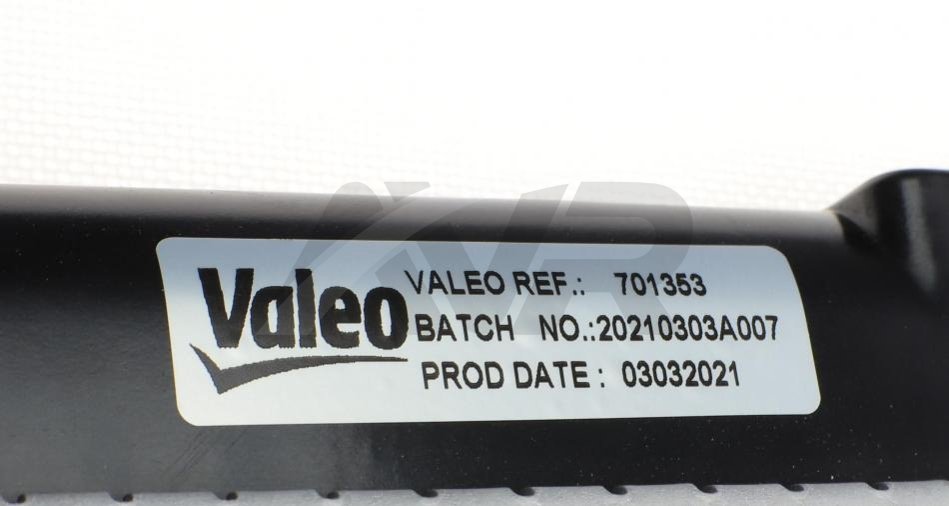 Valeo
VALEO REF.: 701353
BATCH NO.:20210303A007
PROD DATE : 03032021